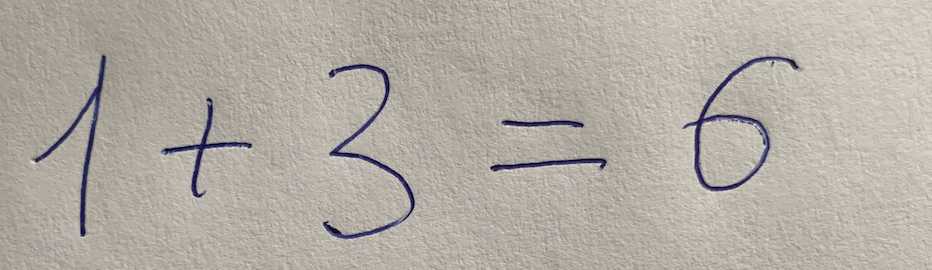 1 + 3 = 6